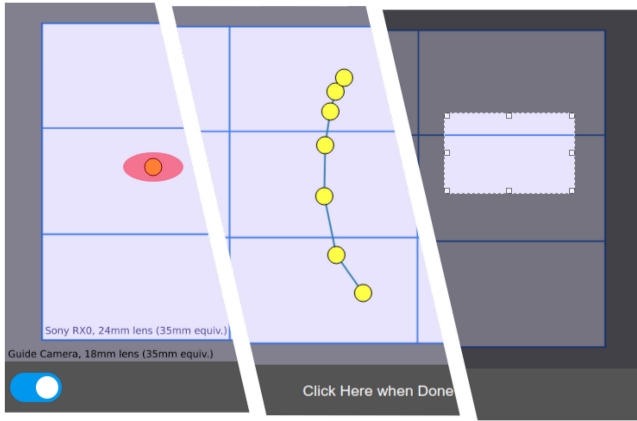 Sony RX0, 24mm lens (35mm equiv.)
Guide Camera, 18mm lens (35mm equiv.)
Click Here when Done